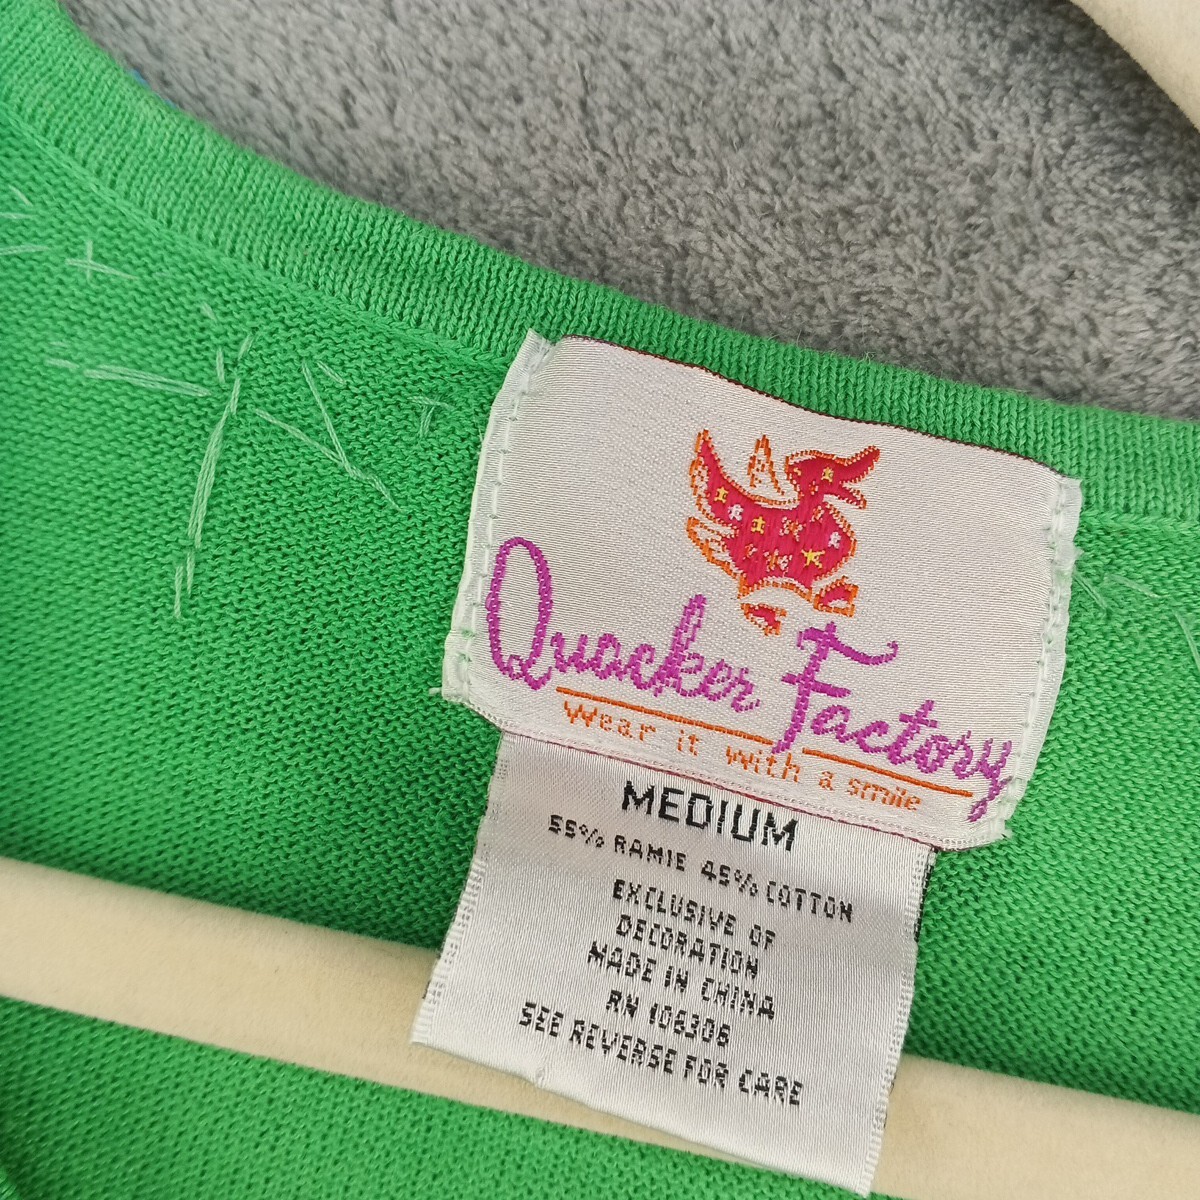 Quacker Factory
Wear it with a smile
MEDIUM
55% RAMIE 45% COTTON
EXCLUSIVE OF
DECORATION
MADE IN CHINA
RN 106306
SEE REVERSE FOR CARE